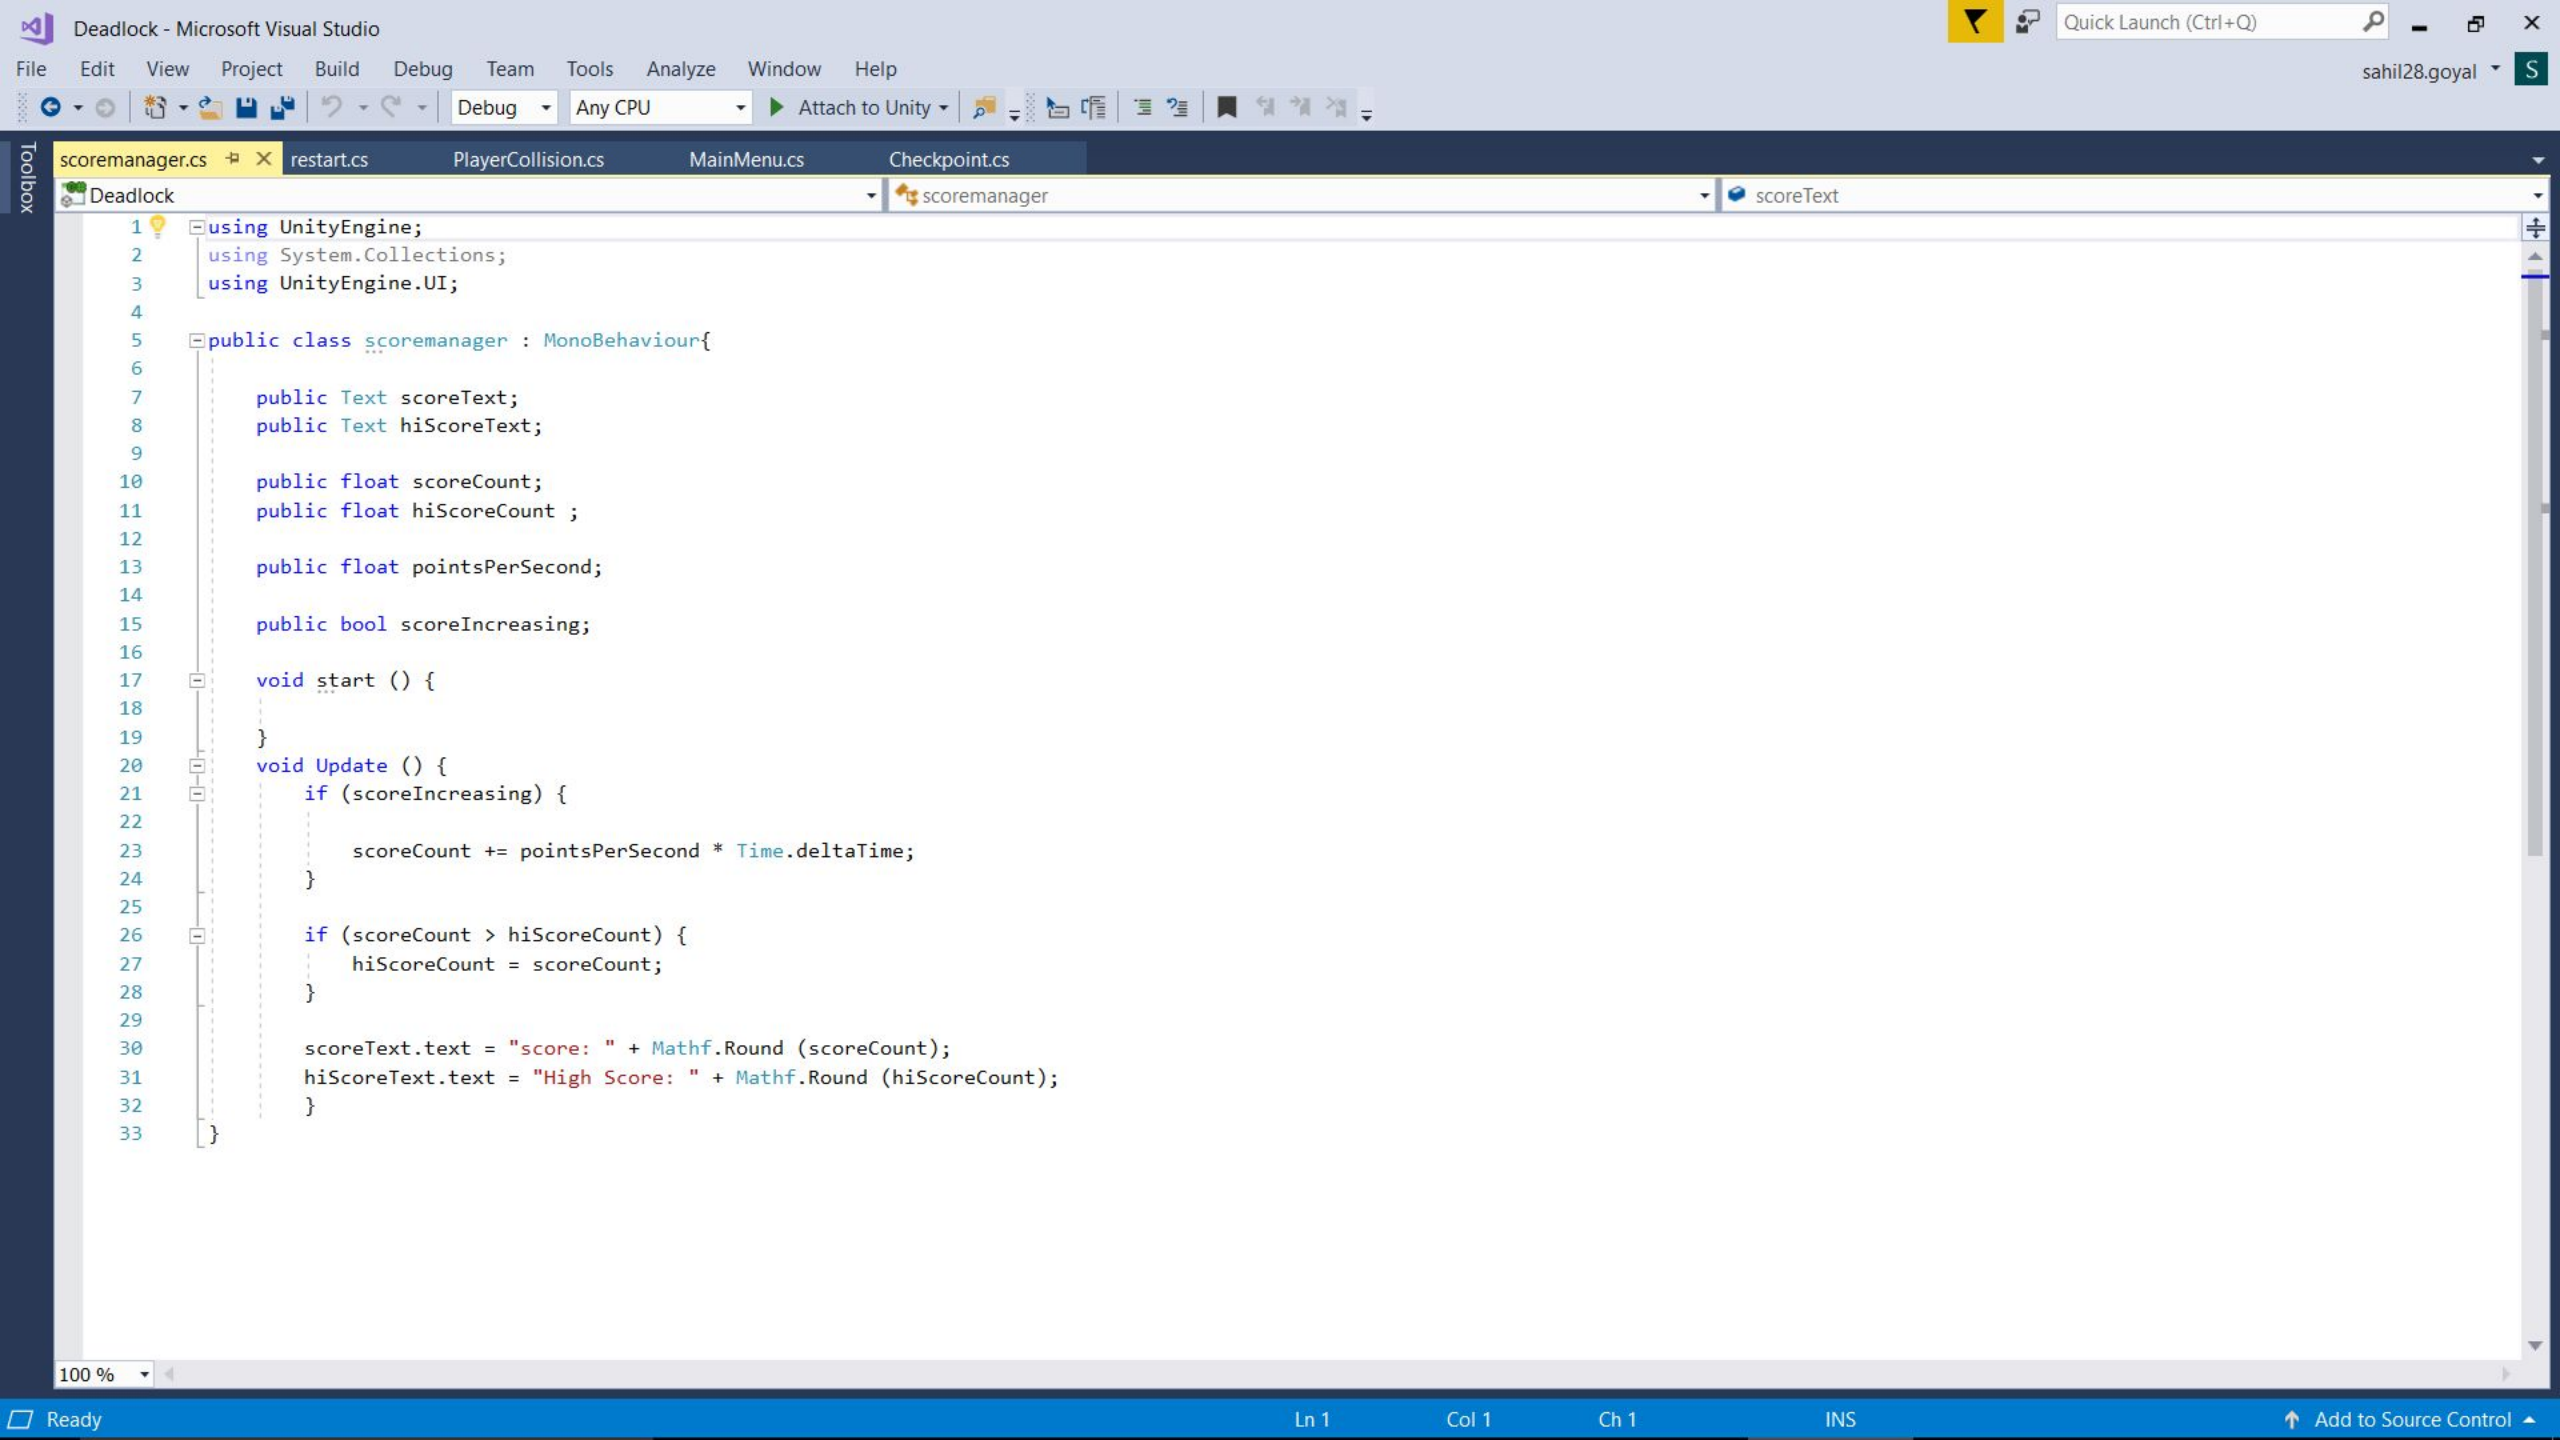 Deadlock - Microsoft Visual Studio
Quick Launch (Ctrl+Q)
File Edit View Project Build Debug Team Tools Analyze Window Help
sahil28.goyal S
Debug Any CPU Attach to Unity
Toolbox
scoremanager.cs restart.cs PlayerCollision.cs MainMenu.cs Checkpoint.cs
Deadlock scoremanager scoreText
1 using UnityEngine;
2 using System.Collections;
3 using UnityEngine.UI;
4
5 public class scoremanager : MonoBehaviour{
6
7 public Text scoreText;
8 public Text hiScoreText;
9
10 public float scoreCount;
11 public float hiScoreCount ;
12
13 public float pointsPerSecond;
14
15 public bool scoreIncreasing;
16
17 void start () {
18
19 }
20 void Update () {
21 if (scoreIncreasing) {
22
23 scoreCount += pointsPerSecond * Time.deltaTime;
24 }
25
26 if (scoreCount > hiScoreCount) {
27 hiScoreCount = scoreCount;
28 }
29
30 scoreText.text = "score: " + Mathf.Round (scoreCount);
31 hiScoreText.text = "High Score: " + Mathf.Round (hiScoreCount);
32 }
33 }
100 %
Ready Ln 1 Col 1 Ch 1 INS Add to Source Control